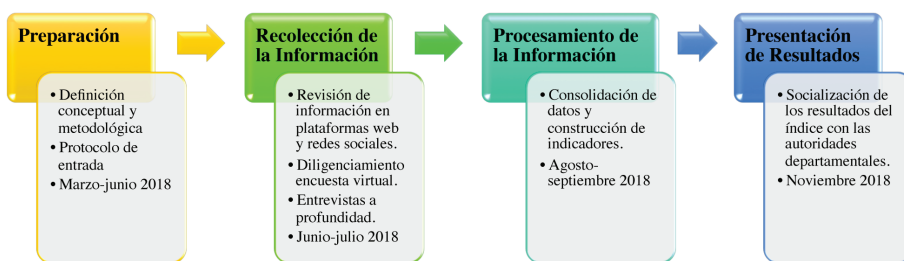 Preparación
• Definición
conceptual y
metodológica
• Protocolo de
entrada
• Marzo-junio 2018
Recolección de
la Información
• Revisión de
información en
plataformas web
y redes sociales.
• Diligenciamiento
encuesta virtual.
• Entrevistas a
profundidad.
• Junio-julio 2018
Procesamiento de
la Información
• Consolidación de
datos y
construcción de
indicadores.
• Agosto-
septiembre 2018
Presentación
de Resultados
• Socialización de
los resultados del
índice con las
autoridades
departamentales.
• Noviembre 2018